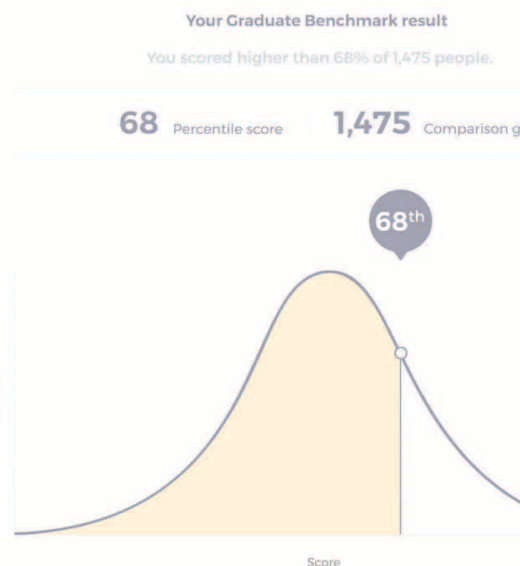 Your Graduate Benchmark result
You scored higher than 68% of 1,475 people.
68 Percentile score 1,475 Comparison g
68th
Score